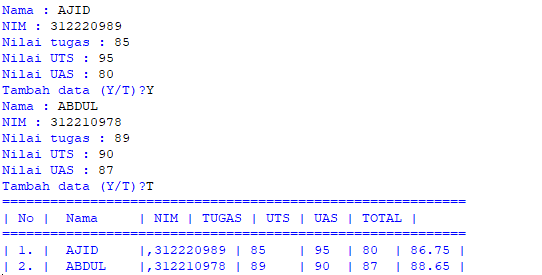 Nama : AJID
NIM : 312220989
Nilai tugas : 85
Nilai UTS : 95
Nilai UAS : 80
Tambah data (Y/T)?Y
Nama : ABDUL
NIM : 312210978
Nilai tugas : 89
Nilai UTS : 90
Nilai UAS : 87
Tambah data (Y/T)?T
==========================================================
| No |  Nama     | NIM | TUGAS | UTS  | UAS | TOTAL |
==========================================================
| 1. |  AJID     |,312220989 | 85      | 95  | 80  | 86.75 |
| 2. |  ABDUL    |,312210978 | 89      | 90  | 87  | 88.65 |